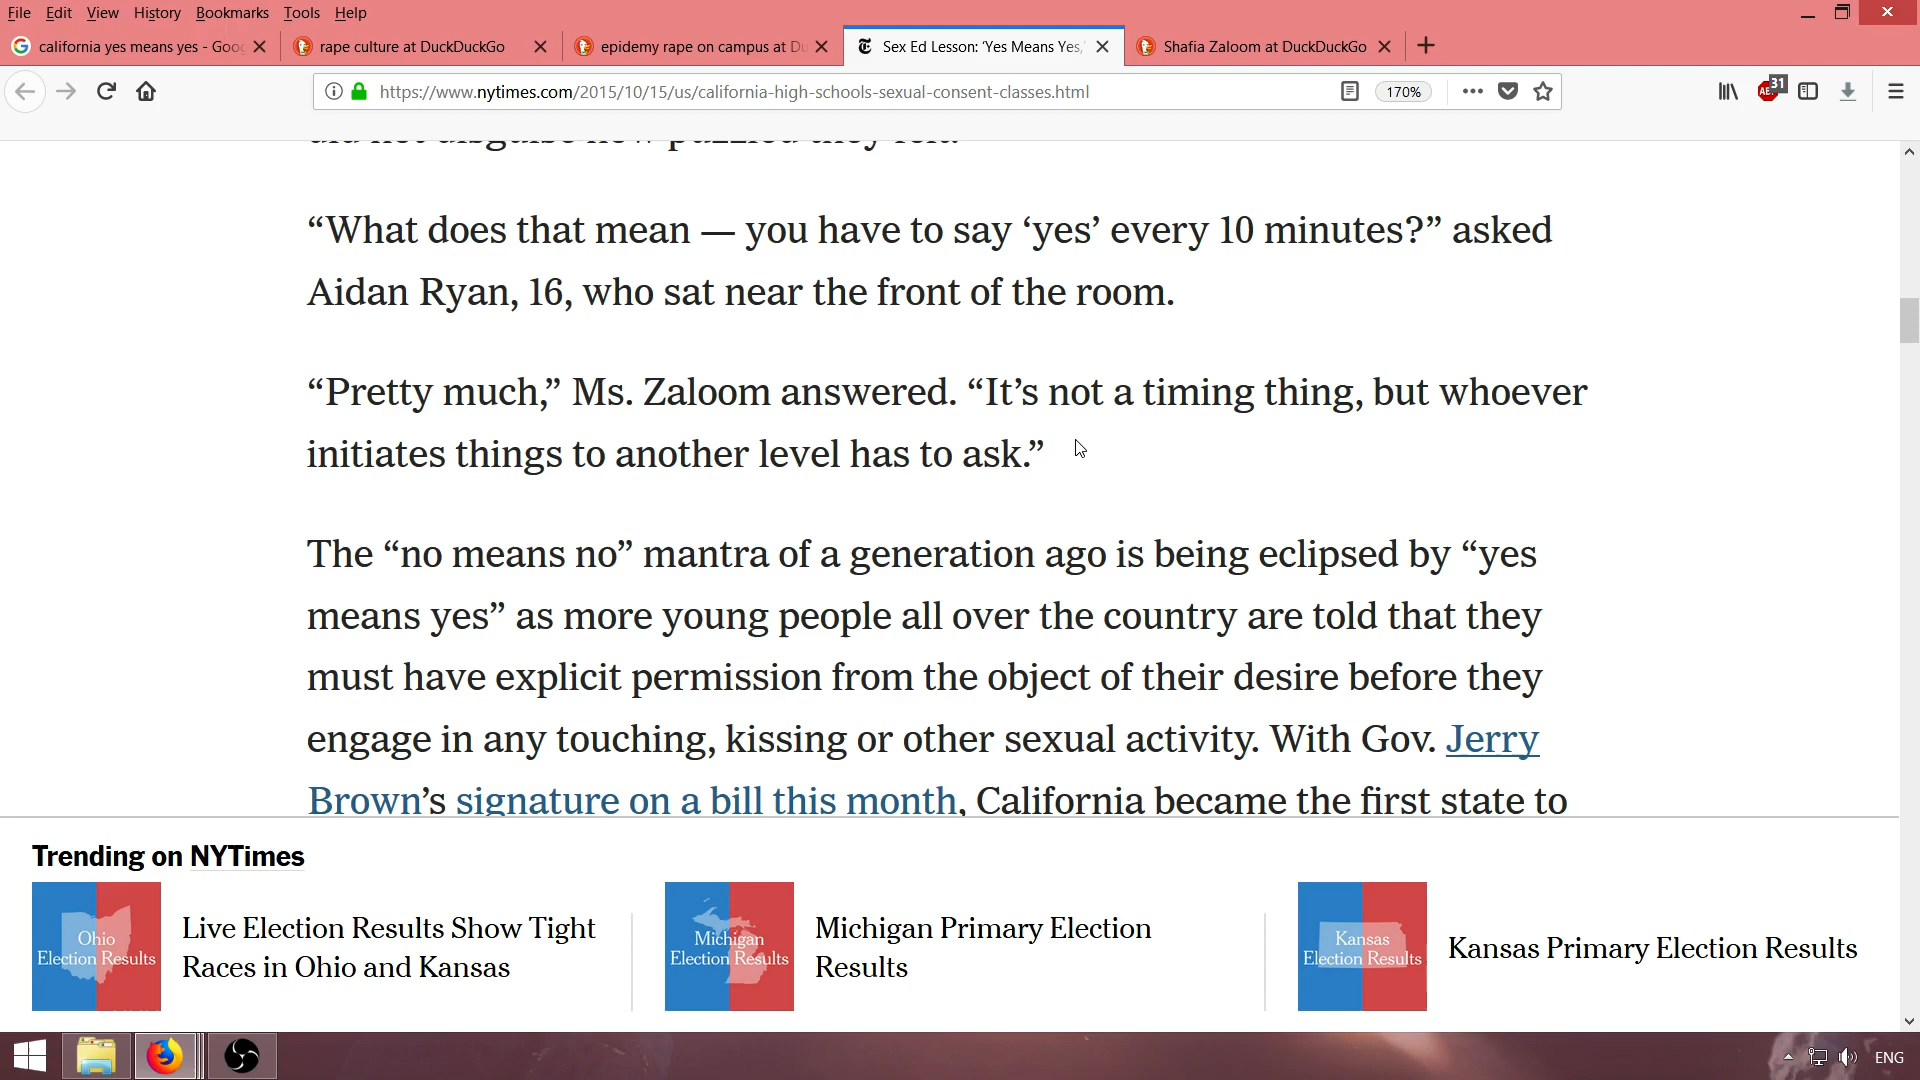 File Edit View History Bookmarks Tools Help
california yes means yes - Goo
rape culture at DuckDuckGo
epidemy rape on campus at Du
Sex Ed Lesson: ‘Yes Means Yes,’
Shafia Zaloom at DuckDuckGo
https://www.nytimes.com/2015/10/15/us/california-high-schools-sexual-consent-classes.html
170%
ABP
31
did not disguise how puzzled they felt.
“What does that mean — you have to say ‘yes’ every 10 minutes?” asked
Aidan Ryan, 16, who sat near the front of the room.
“Pretty much,” Ms. Zaloom answered. “It’s not a timing thing, but whoever
initiates things to another level has to ask.”
The “no means no” mantra of a generation ago is being eclipsed by “yes
means yes” as more young people all over the country are told that they
must have explicit permission from the object of their desire before they
engage in any touching, kissing or other sexual activity. With Gov. Jerry
Brown’s signature on a bill this month, California became the first state to
Trending on NYTimes
Ohio
Election Results
Live Election Results Show Tight
Races in Ohio and Kansas
Michigan
Election Results
Michigan Primary Election
Results
Kansas
Election Results
Kansas Primary Election Results
ENG